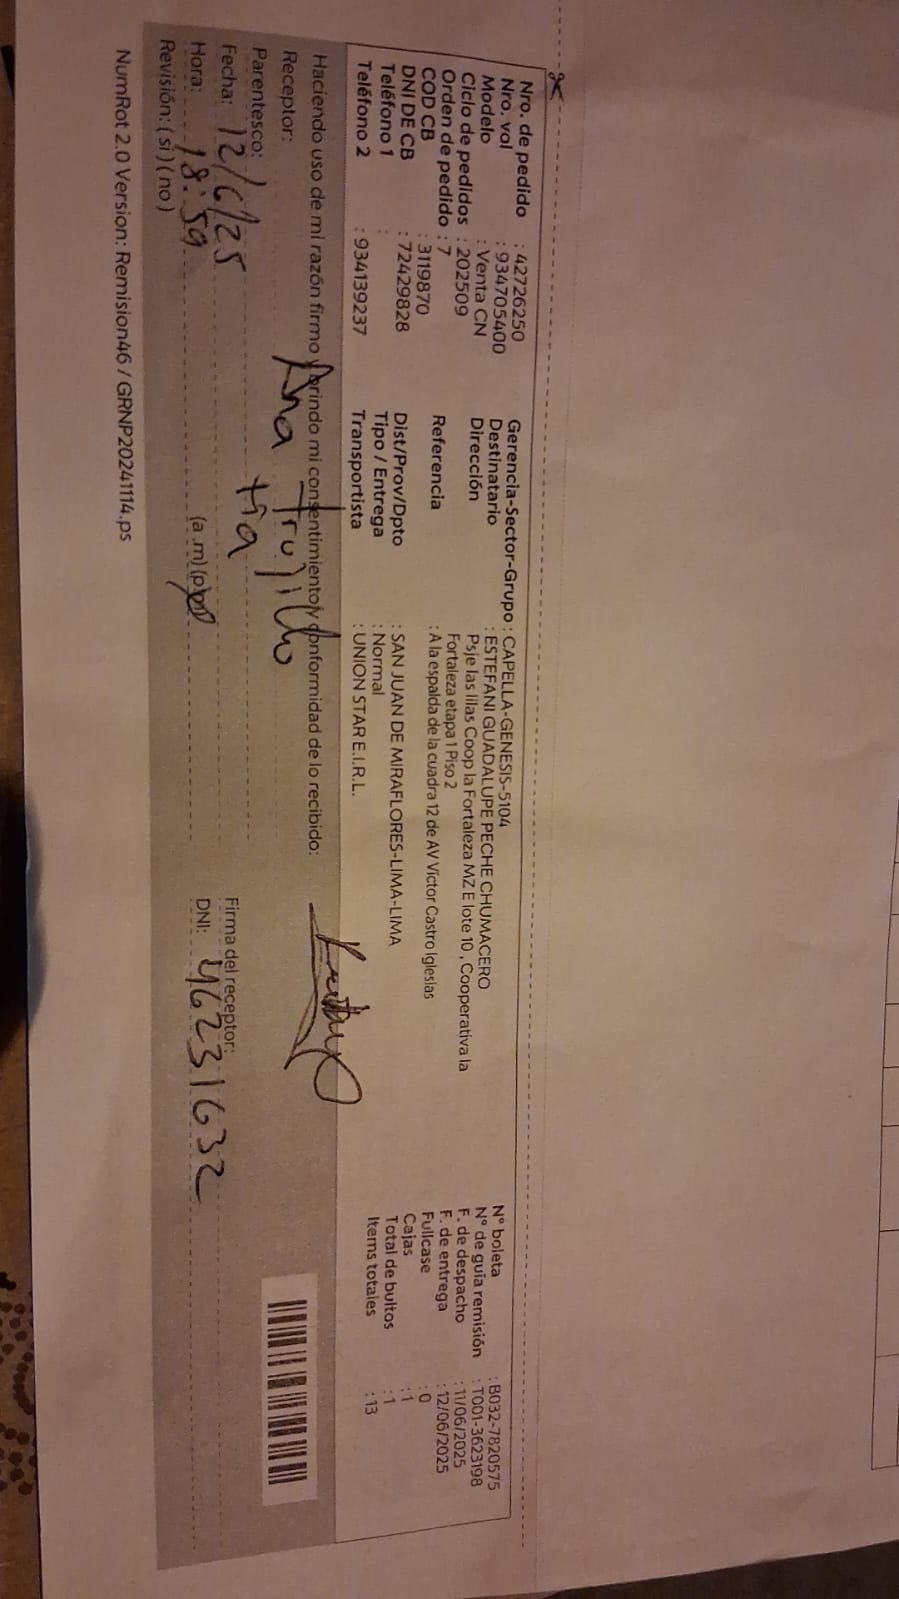 Nro. de pedido : 42726250
Nro. vol : 934705400
Modelo : Venta CN
Ciclo de pedidos : 202509
Orden de pedido : 7
COD CB : 3119870
DNI DE CB : 72429828
Teléfono 1 :
Teléfono 2 : 934139237
Gerencia-Sector-Grupo : CAPELLA-GENESIS-5104
Destinatario : ESTEFANI GUADALUPE PECHE CHUMACERO
Dirección Psje las lilas Coop la Fortaleza MZ E lote 10 , Cooperativa la
Fortaleza etapa 1 Piso 2
Referencia : A la espalda de la cuadra 12 de AV Víctor Castro Iglesias
Dist/Prov/Dpto : SAN JUAN DE MIRAFLORES-LIMA-LIMA
Tipo / Entrega : Normal
Transportista : UNION STAR E.I.R.L.
N° boleta : B032-7820575
N° de guía remisión : T001-3623198
F. de despacho : 11/06/2025
F. de entrega : 12/06/2025
Fullcase : 0
Cajas : 1
Total de bultos : 1
Items totales : 13
Haciendo uso de mi razón firmo y brindo mi consentimiento y conformidad de lo recibido:
Receptor: Ana Trujillo
Parentesco: tia
Fecha: 12/6/25
Hora: 18:59 (a.m) (p.m)
Revisión: ( si ) ( no )
Firma del receptor:
DNI: 46231632
NumRot 2.0 Version: Remision46 / GRNP20241114.ps